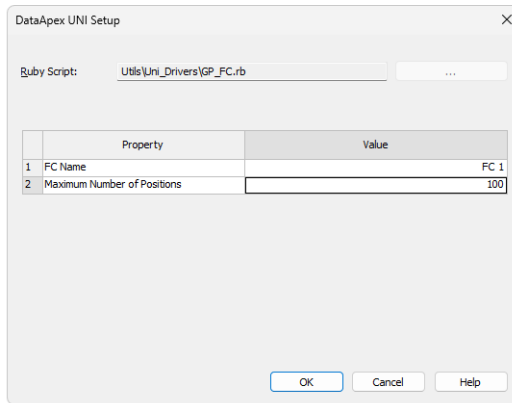 DataApex UNI Setup
Ruby Script: Utils\Uni_Drivers\GP_FC.rb ...
Property Value
1 FC Name FC 1
2 Maximum Number of Positions 100
OK Cancel Help